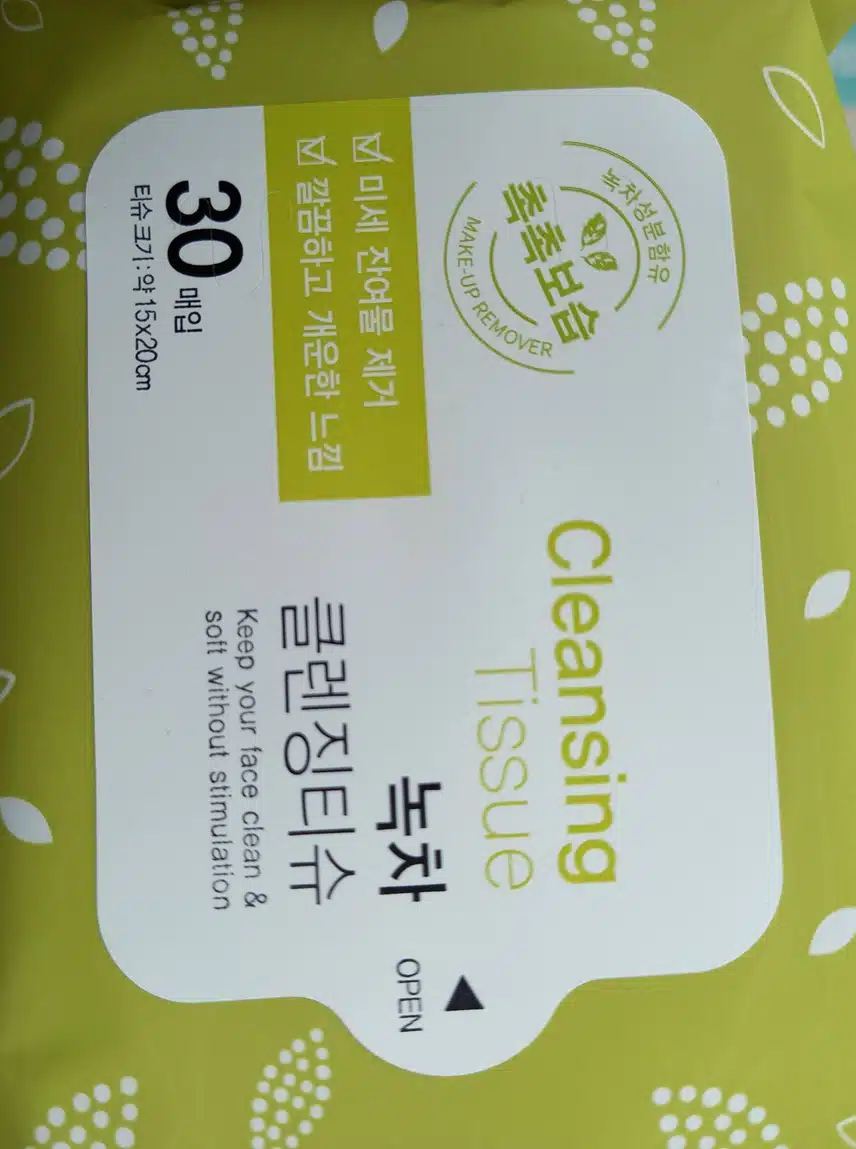 녹차성분함유
촉촉보습
MAKE-UP REMOVER
Cleansing
Tissue
녹차
클렌징티슈
Keep your face clean &
soft without stimulation
미세 잔여물 제거
깔끔하고 개운한 느낌
30매입
티슈 크기 : 약 15x20cm
OPEN